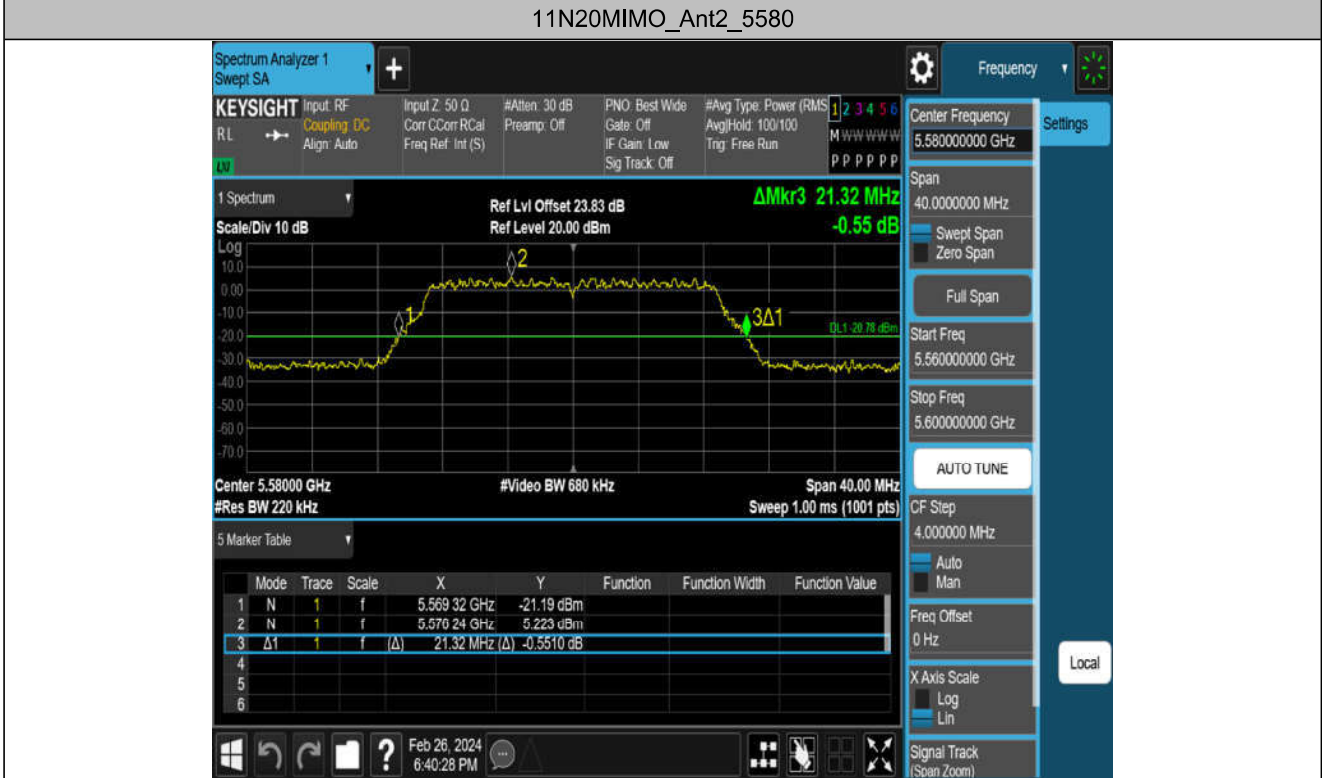 11N20MIMO_Ant2_5580
Spectrum Analyzer 1
Swept SA
+
Frequency
KEYSIGHT
RL
LXI
Input: RF
Coupling: DC
Align: Auto
Input Z: 50 Ω
Corr CCorr RCal
Freq Ref: Int (S)
#Atten: 30 dB
Preamp: Off
PNO: Best Wide
Gate: Off
IF Gain: Low
Sig Track: Off
#Avg Type: Power (RMS
Avg|Hold: 100/100
Trig: Free Run
1 2 3 4 5 6
M W W W W W
P P P P P P
1 Spectrum
Scale/Div 10 dB
Ref Lvl Offset 23.83 dB
Ref Level 20.00 dBm
ΔMkr3 21.32 MHz
-0.55 dB
Log
10.0
0.00
-10.0
-20.0
-30.0
-40.0
-50.0
-60.0
-70.0
1
2
3Δ1
DL1 -20.78 dBm
Center 5.58000 GHz
#Video BW 680 kHz
Span 40.00 MHz
#Res BW 220 kHz
Sweep 1.00 ms (1001 pts)
5 Marker Table
Mode Trace Scale X Y Function Function Width Function Value
1 N 1 f 5.569 32 GHz -21.19 dBm
2 N 1 f 5.576 24 GHz 5.223 dBm
3 Δ1 1 f (Δ) 21.32 MHz (Δ) -0.5510 dB
4
5
6
Feb 26, 2024
6:40:28 PM
Center Frequency
5.580000000 GHz
Settings
Span
40.0000000 MHz
Swept Span
Zero Span
Full Span
Start Freq
5.560000000 GHz
Stop Freq
5.600000000 GHz
AUTO TUNE
CF Step
4.000000 MHz
Auto
Man
Freq Offset
0 Hz
Local
X Axis Scale
Log
Lin
Signal Track
(Span Zoom)